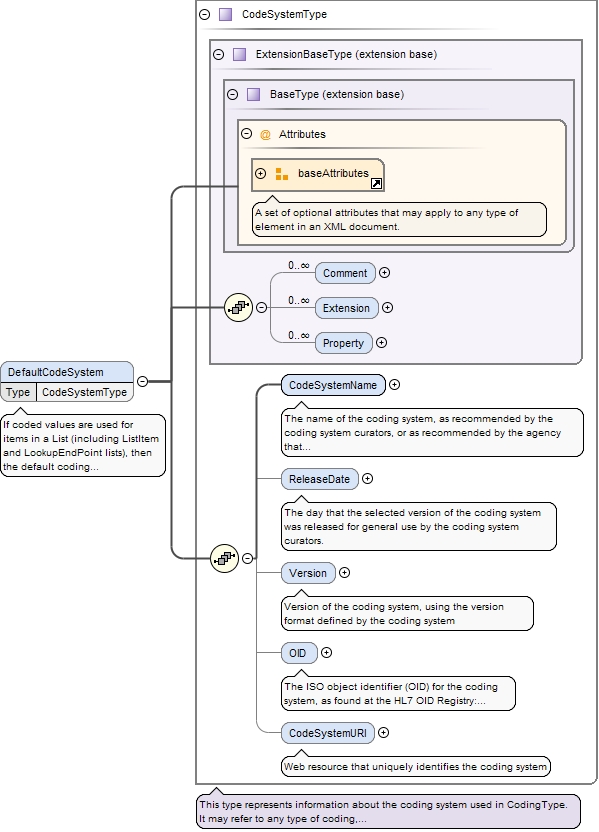 CodeSystemType
ExtensionBaseType (extension base)
BaseType (extension base)
@ Attributes
baseAttributes
A set of optional attributes that may apply to any type of
element in an XML document.
0..∞
Comment
0..∞
Extension
0..∞
Property
DefaultCodeSystem
Type CodeSystemType
If coded values are used for
items in a List (including ListItem
and LookupEndPoint lists), then
the default coding...
CodeSystemName
The name of the coding system, as recommended by the
coding system curators, or as recommended by the agency
that...
ReleaseDate
The day that the selected version of the coding system
was released for general use by the coding system
curators.
Version
Version of the coding system, using the version
format defined by the coding system
OID
The ISO object identifier (OID) for the coding
system, as found at the HL7 OID Registry:...
CodeSystemURI
Web resource that uniquely identifies the coding system
This type represents information about the coding system used in CodingType.
It may refer to any type of coding,...